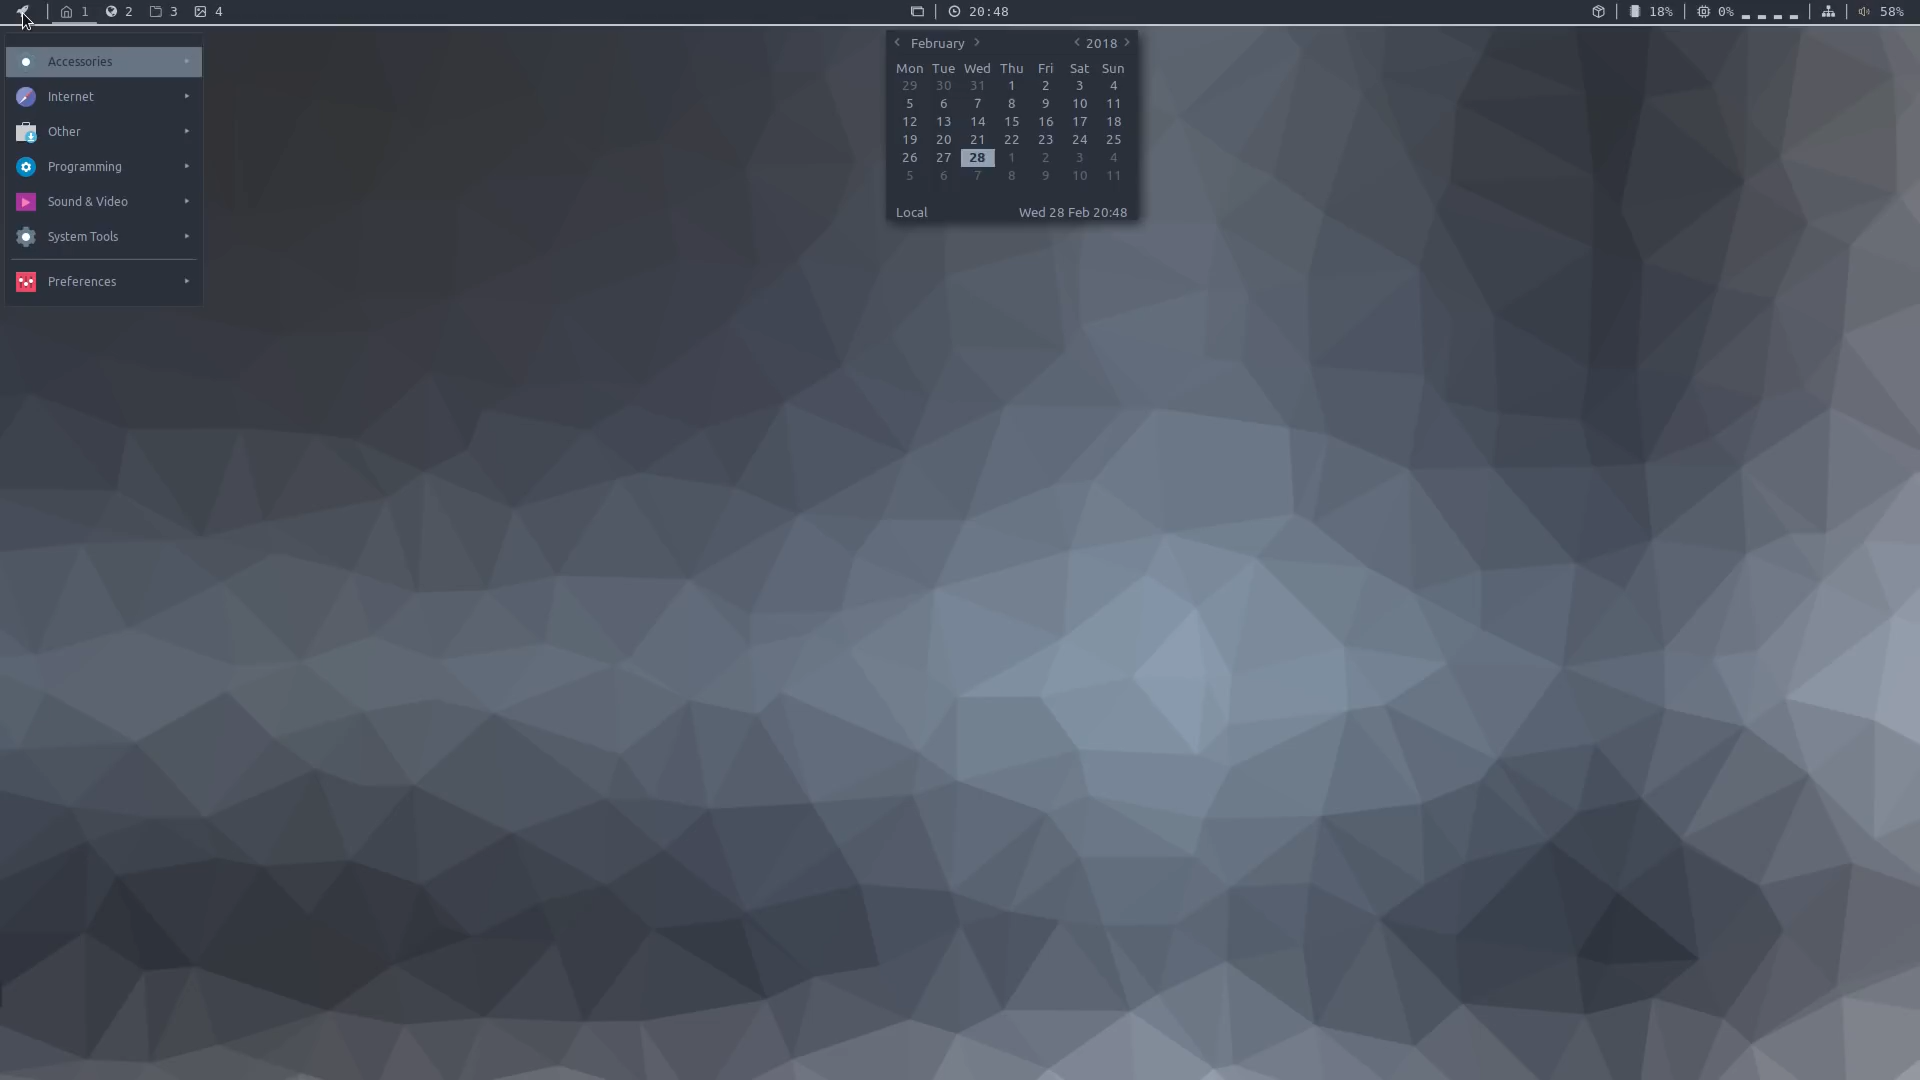 1 2 3 4 20:48 18% 0% 58%
Accessories
Internet
Other
Programming
Sound & Video
System Tools
Preferences
February 2018
Mon Tue Wed Thu Fri Sat Sun
29 30 31 1 2 3 4
5 6 7 8 9 10 11
12 13 14 15 16 17 18
19 20 21 22 23 24 25
26 27 28 1 2 3 4
5 6 7 8 9 10 11
Local Wed 28 Feb 20:48